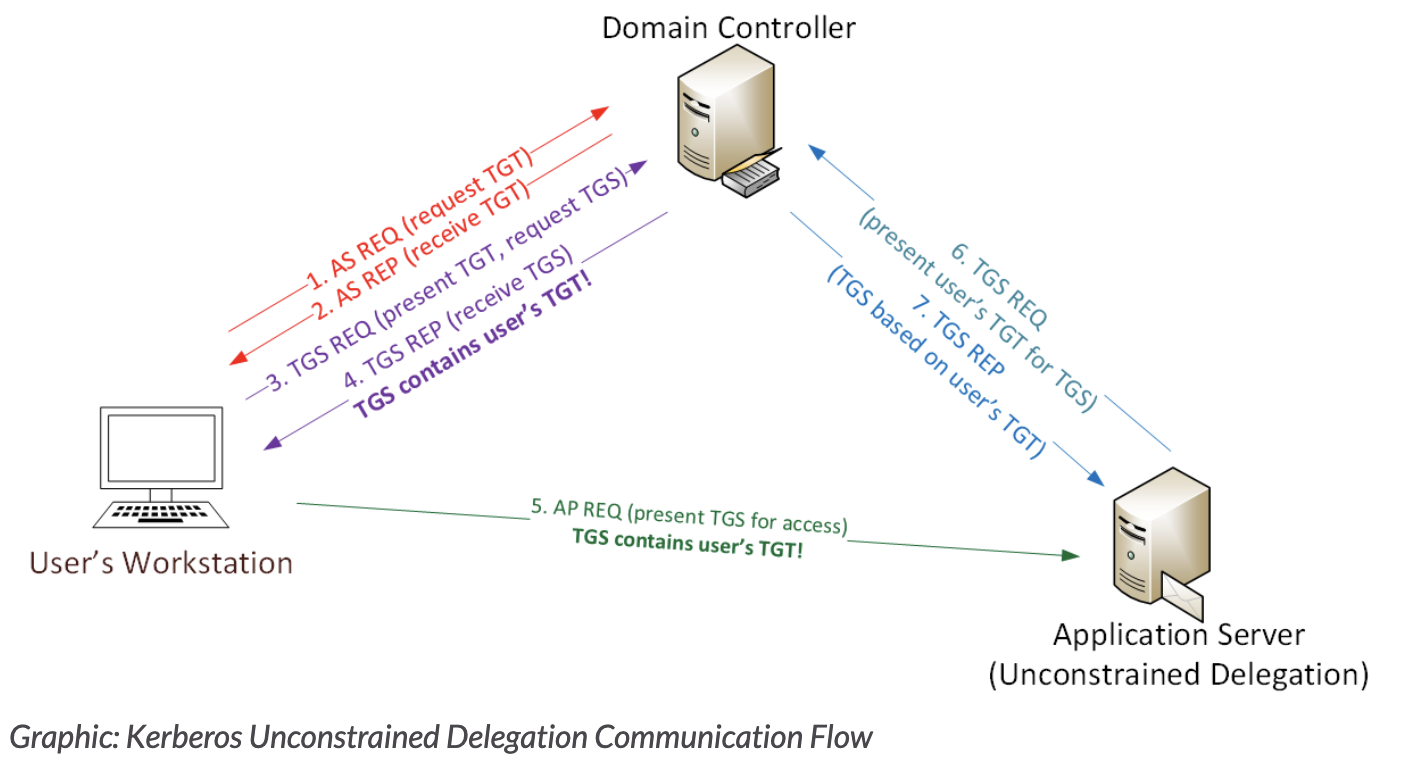 Domain Controller
1. AS REQ (request TGT)
2. AS REP (receive TGT)
3. TGS REQ (present TGT, request TGS)
4. TGS REP (receive TGS)
TGS contains user's TGT!
6. TGS REQ
(present user's TGT for TGS)
7. TGS REP
(TGS based on user's TGT)
5. AP REQ (present TGS for access)
TGS contains user's TGT!
User's Workstation
Application Server
(Unconstrained Delegation)
Graphic: Kerberos Unconstrained Delegation Communication Flow